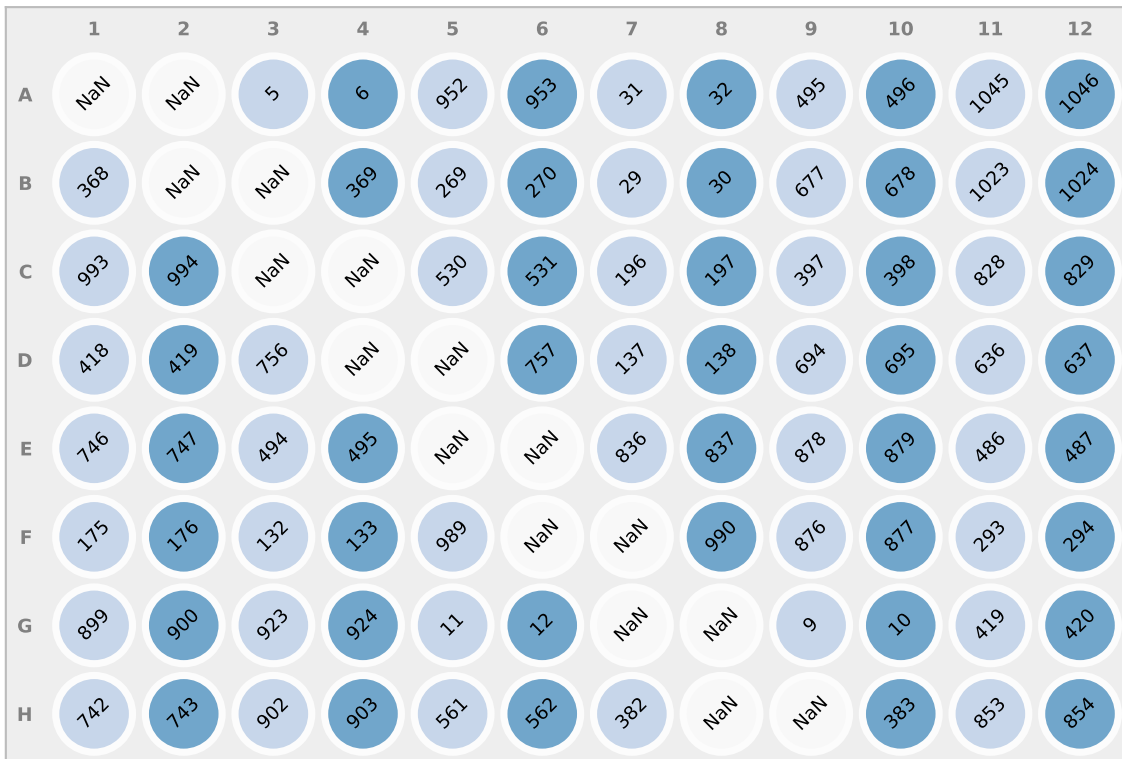 1 2 3 4 5 6 7 8 9 10 11 12
A NaN NaN 5 6 952 953 31 32 495 496 1045 1046
B 368 NaN NaN 369 269 270 29 30 677 678 1023 1024
C 993 994 NaN NaN 530 531 196 197 397 398 828 829
D 418 419 756 NaN NaN 757 137 138 694 695 636 637
E 746 747 494 495 NaN NaN 836 837 878 879 486 487
F 175 176 132 133 989 NaN NaN 990 876 877 293 294
G 899 900 923 924 11 12 NaN NaN 9 10 419 420
H 742 743 902 903 561 562 382 NaN NaN 383 853 854